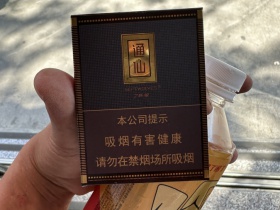 通仙
本公司提示
吸烟有害健康
请勿在禁烟场所吸烟